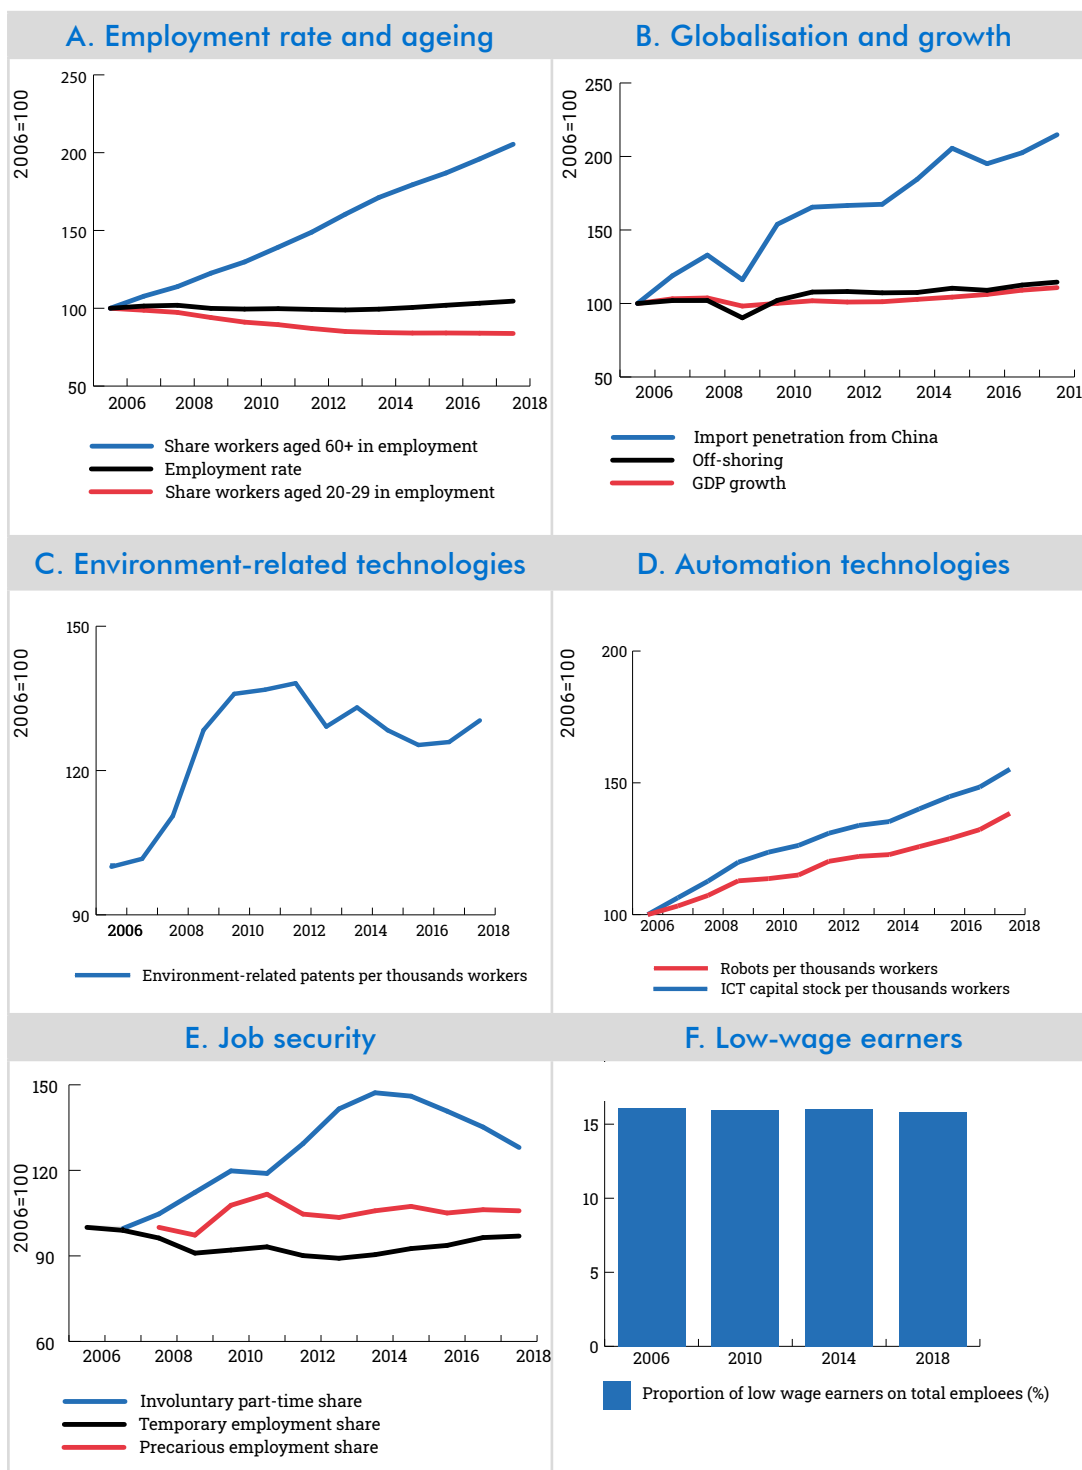 A. Employment rate and ageing
2006=100
250
200
150
100
50
2006 2008 2010 2012 2014 2016 2018
Share workers aged 60+ in employment
Employment rate
Share workers aged 20-29 in employment
B. Globalisation and growth
2006=100
250
200
150
100
50
2006 2008 2010 2012 2014 2016 201
Import penetration from China
Off-shoring
GDP growth
C. Environment-related technologies
2006=100
150
120
90
2006 2008 2010 2012 2014 2016 2018
Environment-related patents per thousands workers
D. Automation technologies
2006=100
200
150
100
2006 2008 2010 2012 2014 2016 2018
Robots per thousands workers
ICT capital stock per thousands workers
E. Job security
2006=100
150
120
90
60
2006 2008 2010 2012 2014 2016 2018
Involuntary part-time share
Temporary employment share
Precarious employment share
F. Low-wage earners
15
10
5
0
2006 2010 2014 2018
Proportion of low wage earners on total emploees (%)